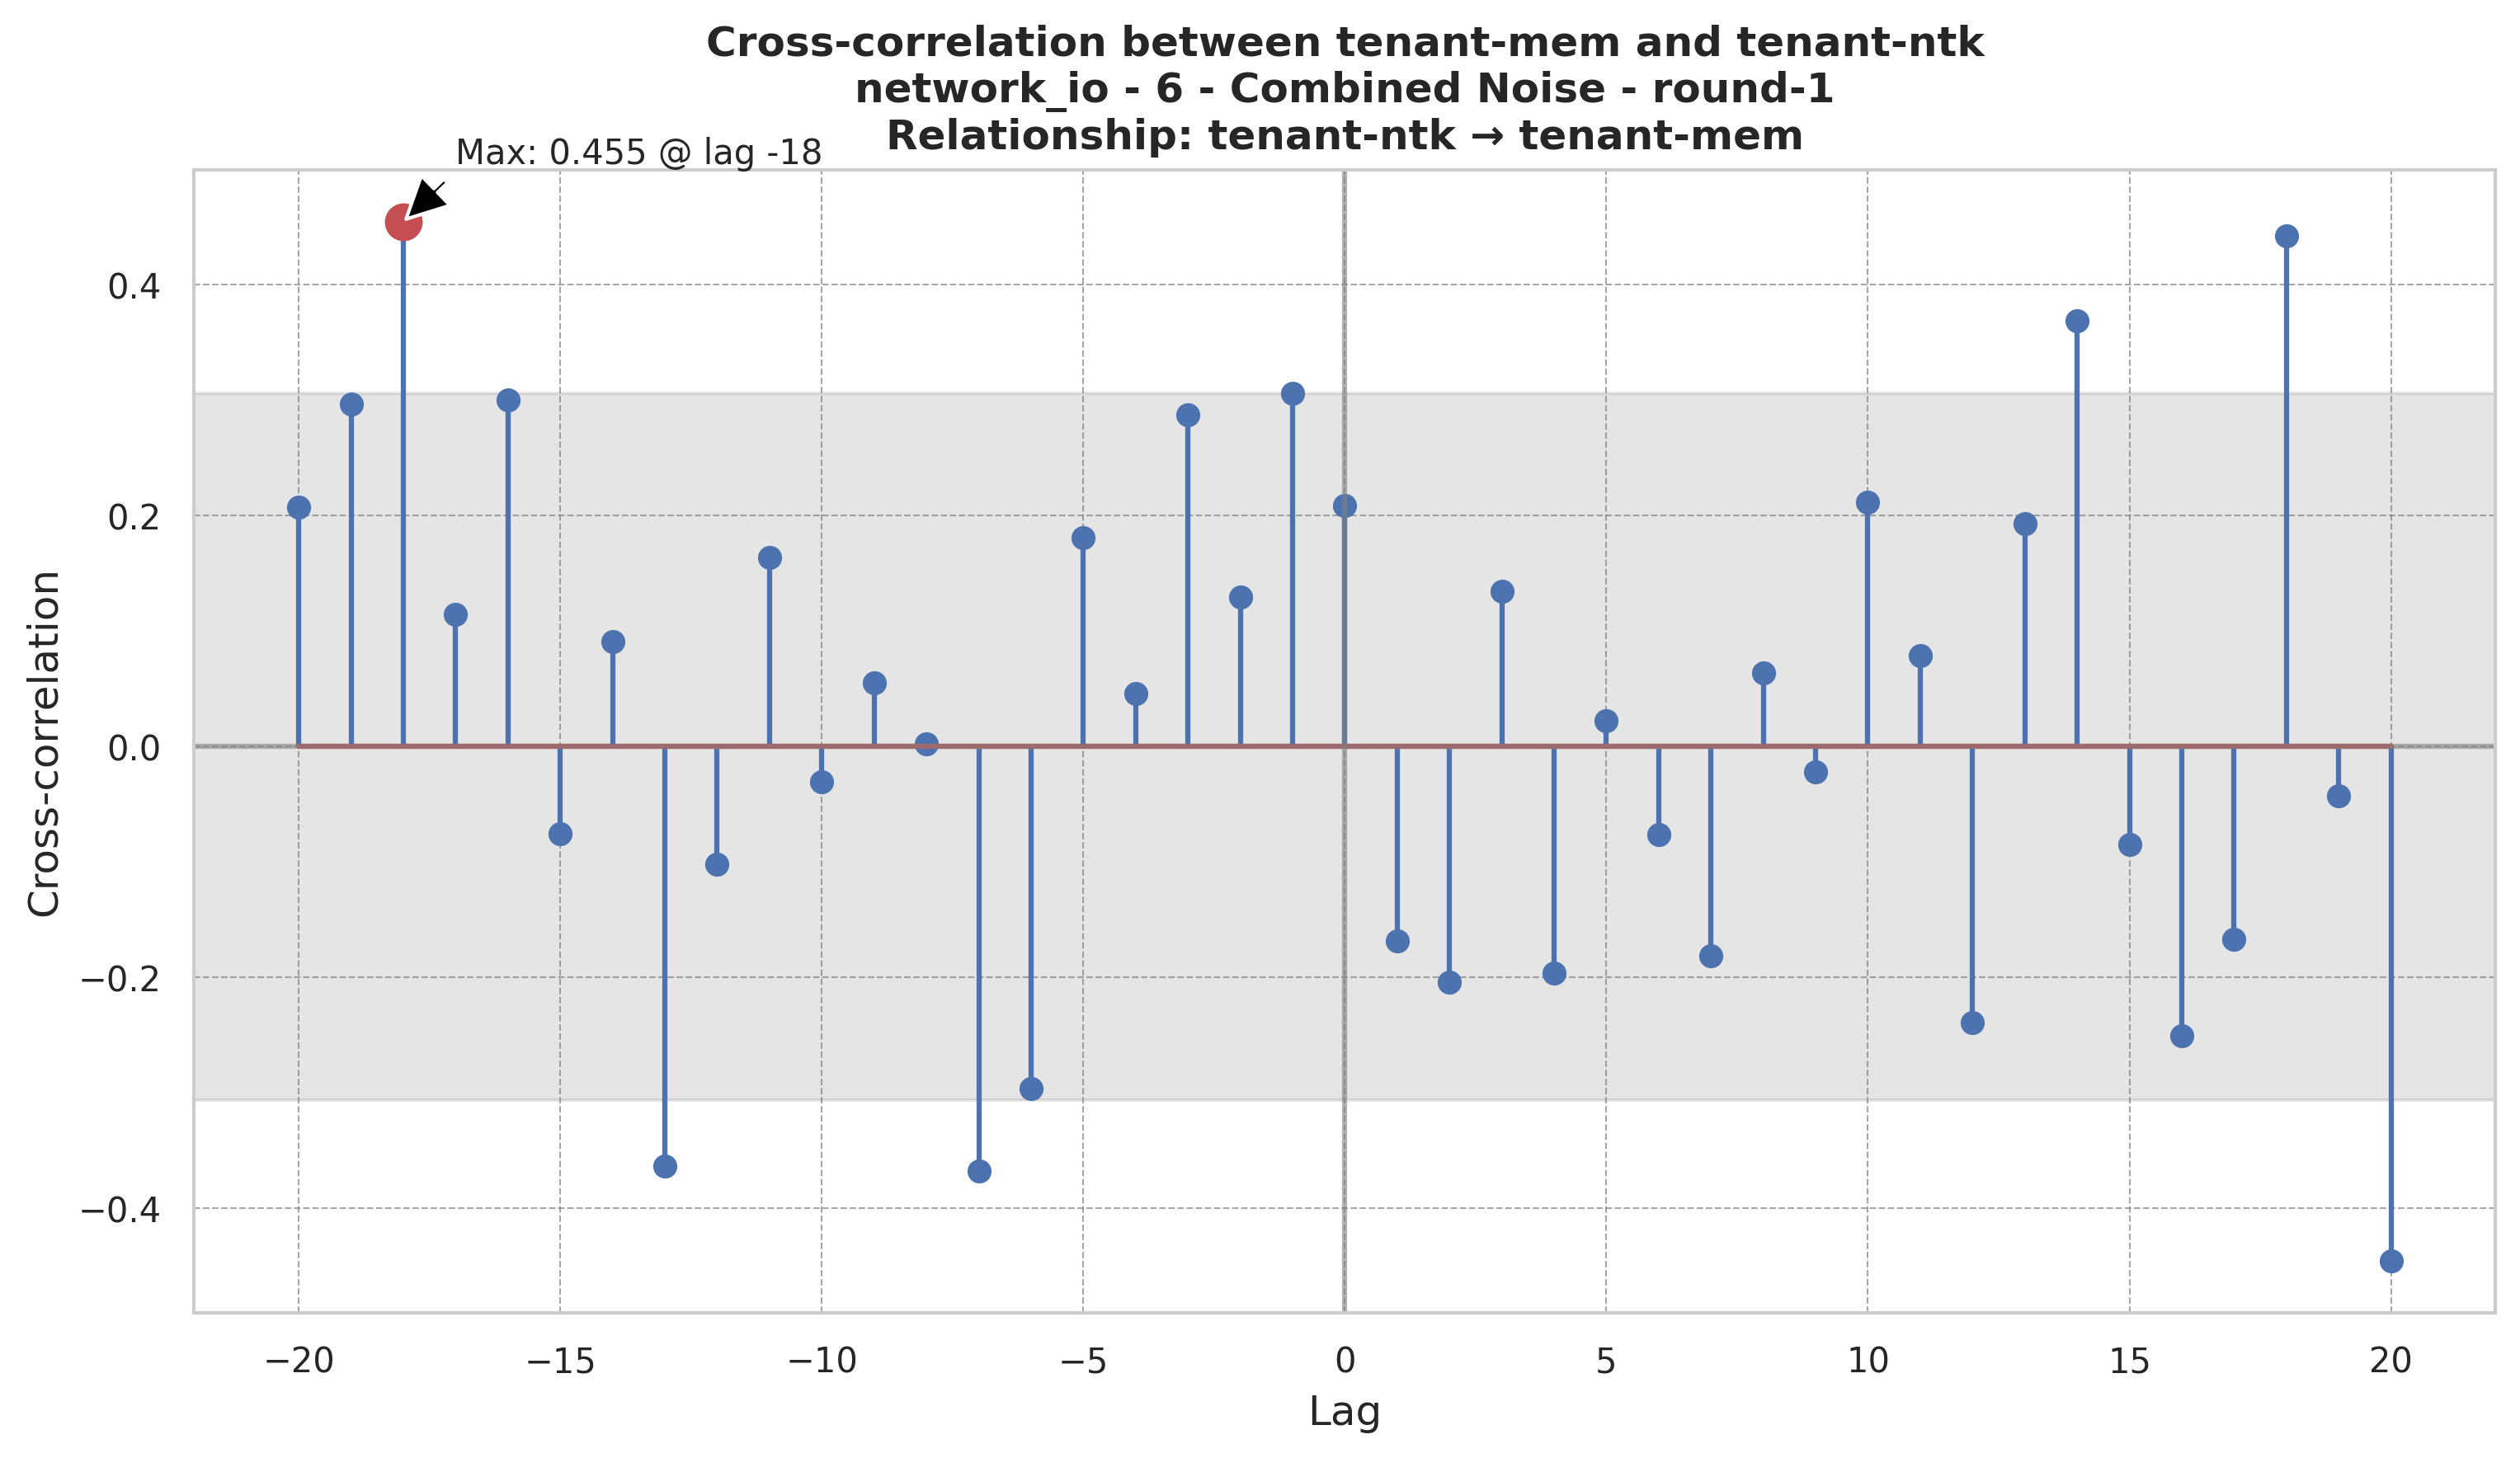 Cross-correlation between tenant-mem and tenant-ntk
network_io - 6 - Combined Noise - round-1
Relationship: tenant-ntk → tenant-mem
Max: 0.455 @ lag -18
0.4
0.2
0.0
−0.2
−0.4
Cross-correlation
−20 −15 −10 −5 0 5 10 15 20
Lag